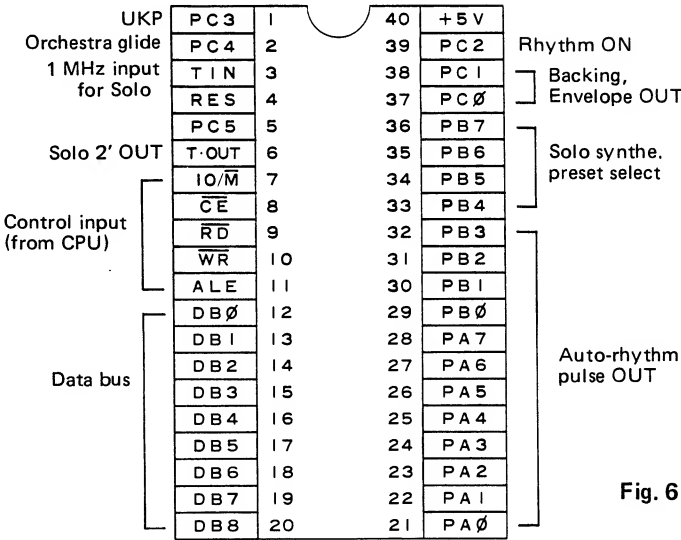 UKP PC3 1 40 +5V
Orchestra glide PC4 2 39 PC2 Rhythm ON
1 MHz input TIN 3 38 PC1 Backing,
for Solo RES 4 37 PCØ Envelope OUT
PC5 5 36 PB7
Solo 2' OUT T·OUT 6 35 PB6 Solo synthe.
IO/M̅ 7 34 PB5 preset select
C̅E̅ 8 33 PB4
Control input
(from CPU)
R̅D̅ 9 32 PB3
W̅R̅ 10 31 PB2
ALE 11 30 PB1
DBØ 12 29 PBØ
DB1 13 28 PA7
DB2 14 27 PA6
Data bus
Auto-rhythm
pulse OUT
DB3 15 26 PA5
DB4 16 25 PA4
DB5 17 24 PA3
DB6 18 23 PA2
DB7 19 22 PA1
DB8 20 21 PAØ
Fig. 6